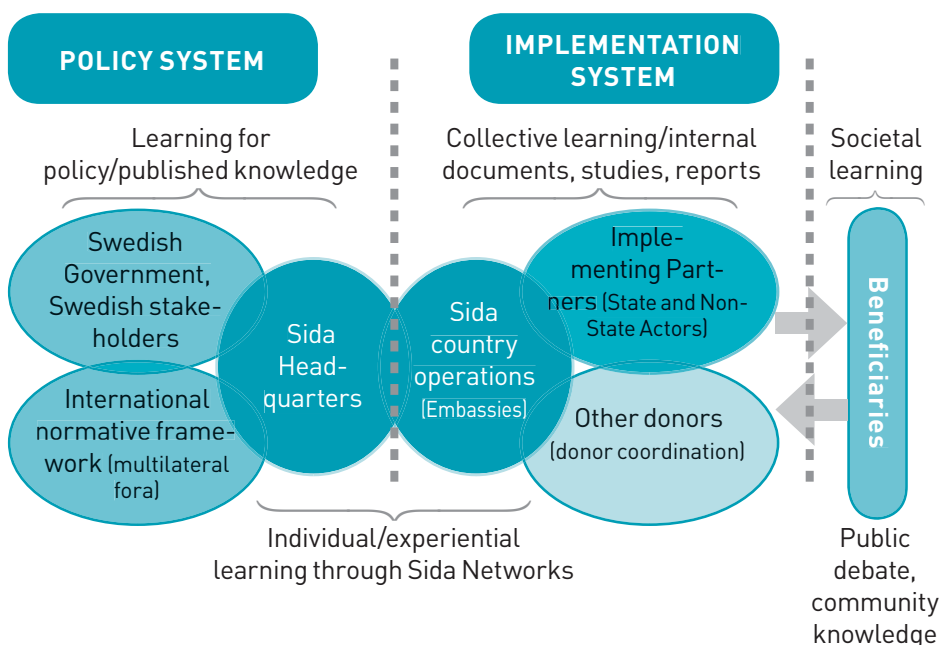 POLICY SYSTEM
IMPLEMENTATION
SYSTEM
Learning for
policy/published knowledge
Collective learning/internal
documents, studies, reports
Societal
learning
Swedish
Government,
Swedish stake-
holders
International
normative frame-
work (multilateral
fora)
Sida
Head-
quarters
Sida
country
operations
(Embassies)
Imple-
menting Part-
ners (State and Non-
State Actors)
Other donors
(donor coordination)
Beneficiaries
Individual/experiential
learning through Sida Networks
Public
debate,
community
knowledge